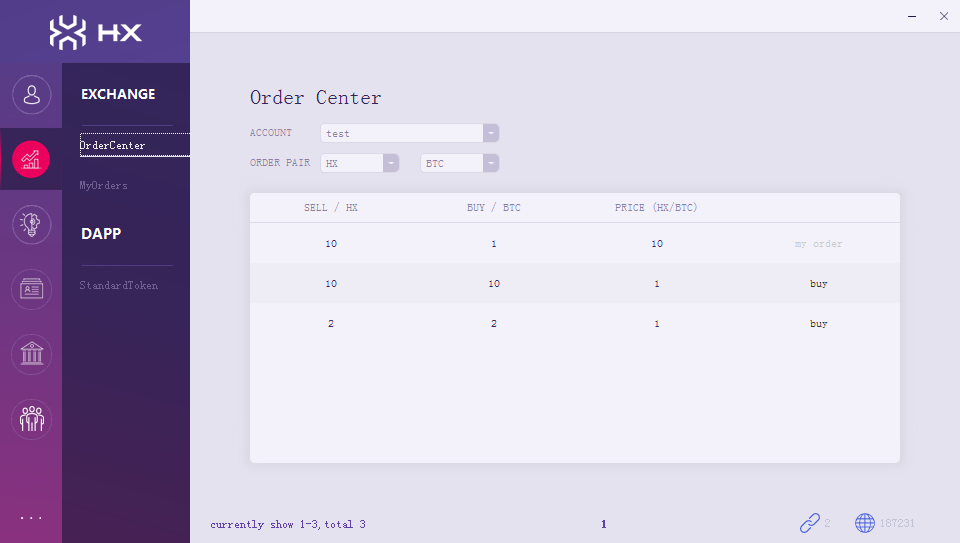 HX
EXCHANGE
OrderCenter
MyOrders
DAPP
StandardToken
...
Order Center
ACCOUNT test
ORDER PAIR HX BTC
SELL / HX BUY / BTC PRICE (HX/BTC)
10 1 10 my order
10 10 1 buy
2 2 1 buy
currently show 1-3,total 3 1 2 187231